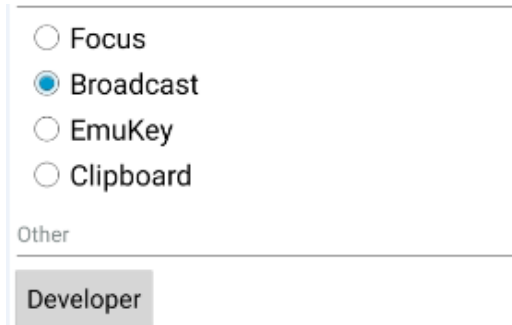 Focus
Broadcast
EmuKey
Clipboard
Other
Developer